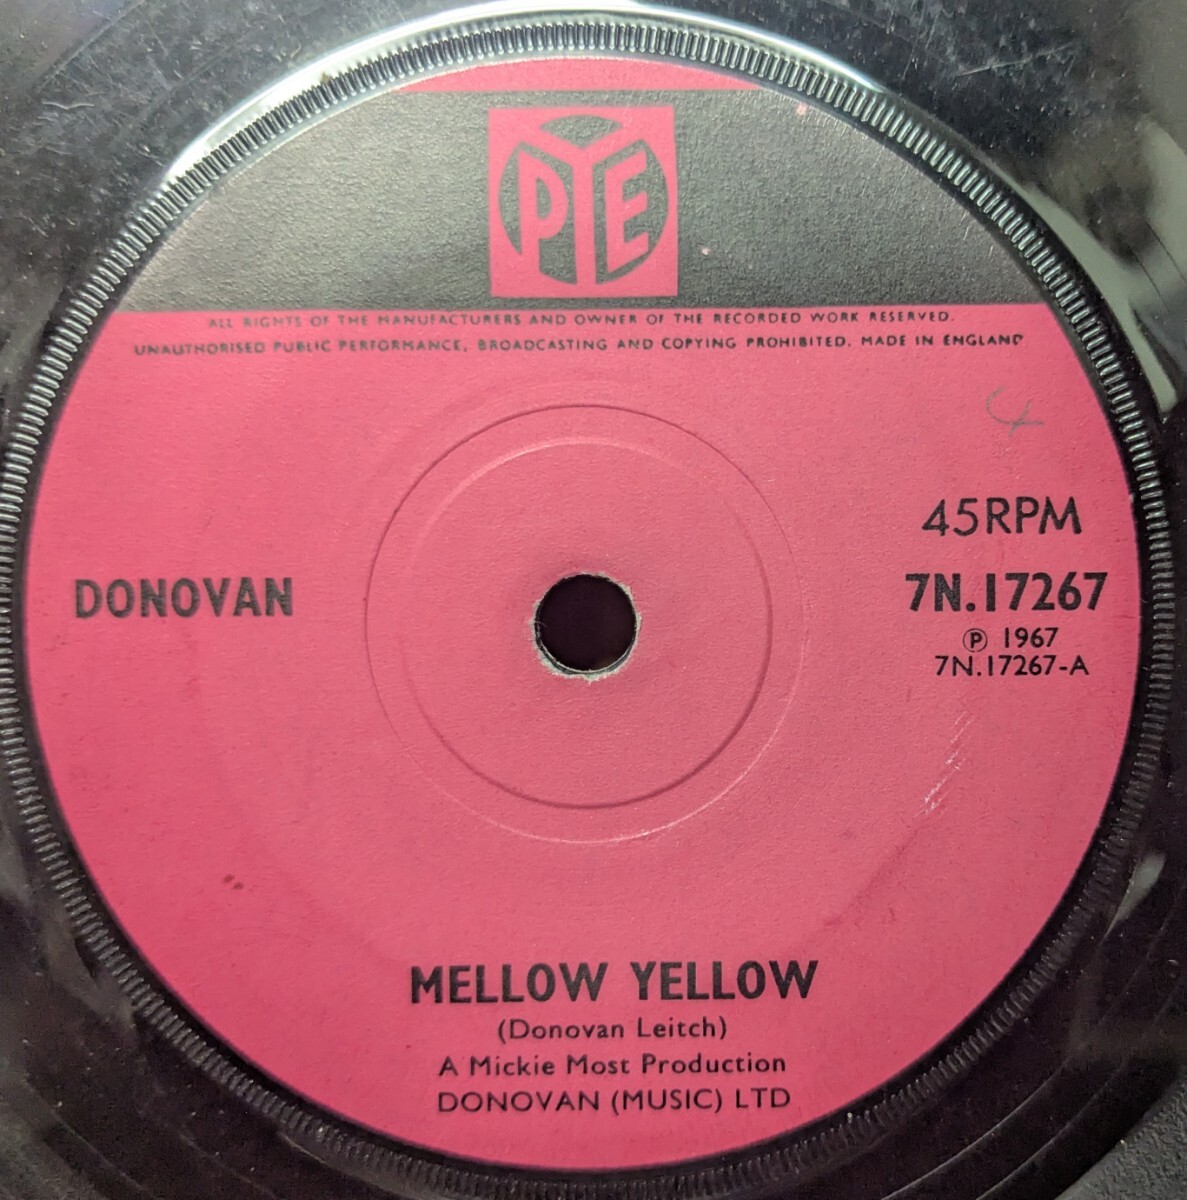 PYE
ALL RIGHTS OF THE MANUFACTURERS AND OWNER OF THE RECORDED WORK RESERVED.
UNAUTHORISED PUBLIC PERFORMANCE, BROADCASTING AND COPYING PROHIBITED. MADE IN ENGLAND
45RPM
DONOVAN
7N.17267
Ⓟ 1967
7N.17267-A
MELLOW YELLOW
(Donovan Leitch)
A Mickie Most Production
DONOVAN (MUSIC) LTD